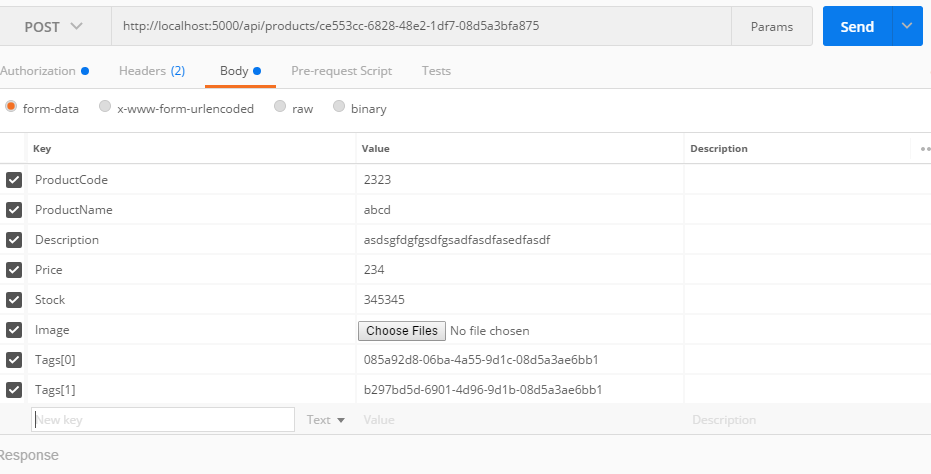 POST http://localhost:5000/api/products/ce553cc-6828-48e2-1df7-08d5a3bfa875 Params Send
Authorization Headers (2) Body Pre-request Script Tests
form-data x-www-form-urlencoded raw binary
Key Value Description
ProductCode 2323
ProductName abcd
Description asdsgfdgfgsdfgsadfasdfasedfasdf
Price 234
Stock 345345
Image Choose Files No file chosen
Tags[0] 085a92d8-06ba-4a55-9d1c-08d5a3ae6bb1
Tags[1] b297bd5d-6901-4d96-9d1b-08d5a3ae6bb1
New key Text Value Description
Response